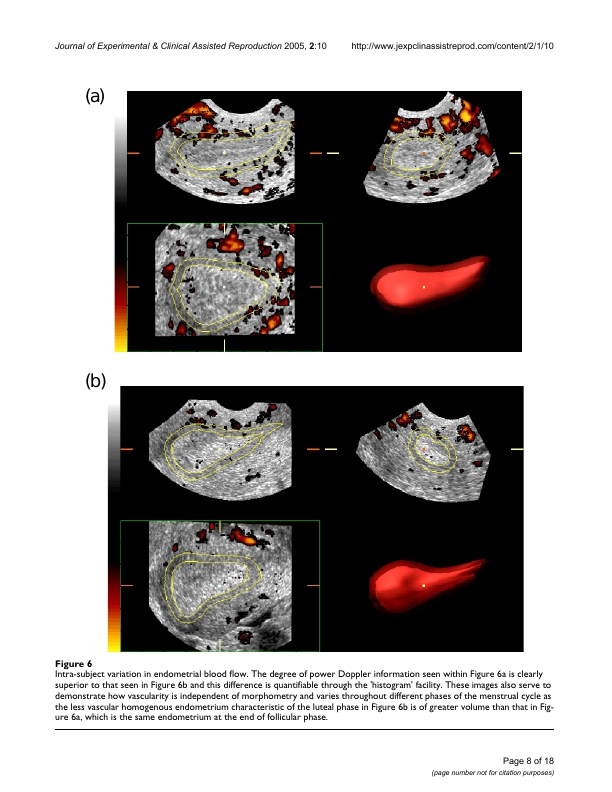 Journal of Experimental & Clinical Assisted Reproduction 2005, 2:10 http://www.jexpclinassistreprod.com/content/2/1/10
(a)
(b)
Figure 6
Intra-subject variation in endometrial blood flow. The degree of power Doppler information seen within Figure 6a is clearly
superior to that seen in Figure 6b and this difference is quantifiable through the 'histogram' facility. These images also serve to
demonstrate how vascularity is independent of morphometry and varies throughout different phases of the menstrual cycle as
the less vascular homogenous endometrium characteristic of the luteal phase in Figure 6b is of greater volume than that in Fig-
ure 6a, which is the same endometrium at the end of follicular phase.
Page 8 of 18
(page number not for citation purposes)